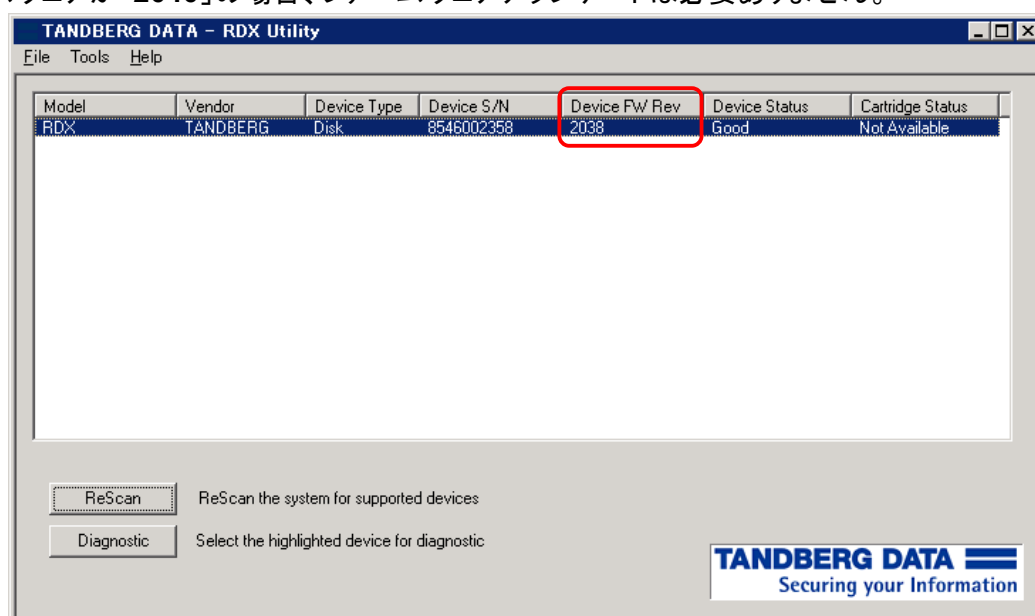 TANDBERG DATA - RDX Utility
File Tools Help
Model Vendor Device Type Device S/N Device FW Rev Device Status Cartridge Status
RDX TANDBERG Disk 8546002358 2038 Good Not Available
ReScan ReScan the system for supported devices
Diagnostic Select the highlighted device for diagnostic
TANDBERG DATA
Securing your Information